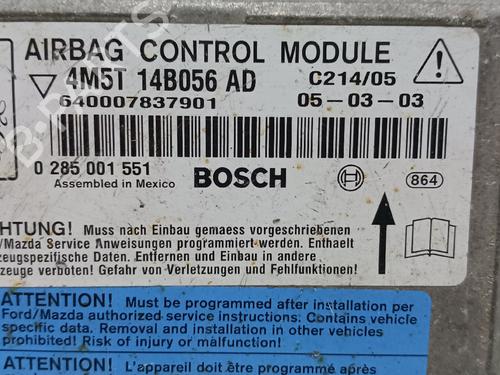 AIRBAG CONTROL MODULE
4M5T 14B056 AD C214/05
640007837901 05-03-03
0 285 001 551 BOSCH
Assembled in Mexico
864
CHTUNG! Muss nach Einbau gemaess vorgeschriebenen
/Mazda Service Anweisungen programmiert werden. Enthaelt
zeugspezifische Daten. Entfernen und Einbau in andere
zeuge verboten! Gefahr von Verletzungen und Fehlfunktionen!
ATTENTION! Must be programmed after installation per
Ford/Mazda authorized service instructions. Contains vehicle
specific data. Removal and installation in other vehicles
prohibited! Risk of injury or malfunction!
ATTENTION! L'appareil doit être programmé après